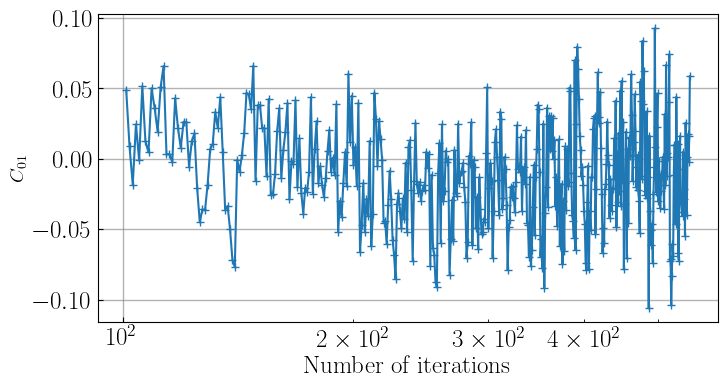 0.10
0.05
0.00
−0.05
−0.10
C₀₁
10²
2 × 10²
3 × 10²
4 × 10²
Number of iterations